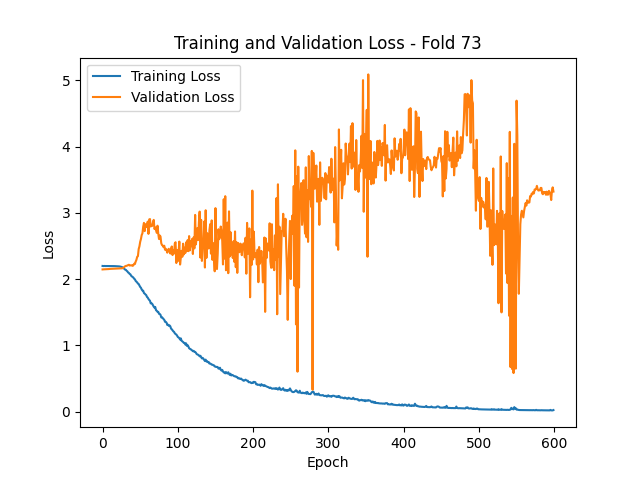 Training and Validation Loss - Fold 73
Training Loss
Validation Loss
5
4
3
2
1
0
Loss
0 100 200 300 400 500 600
Epoch